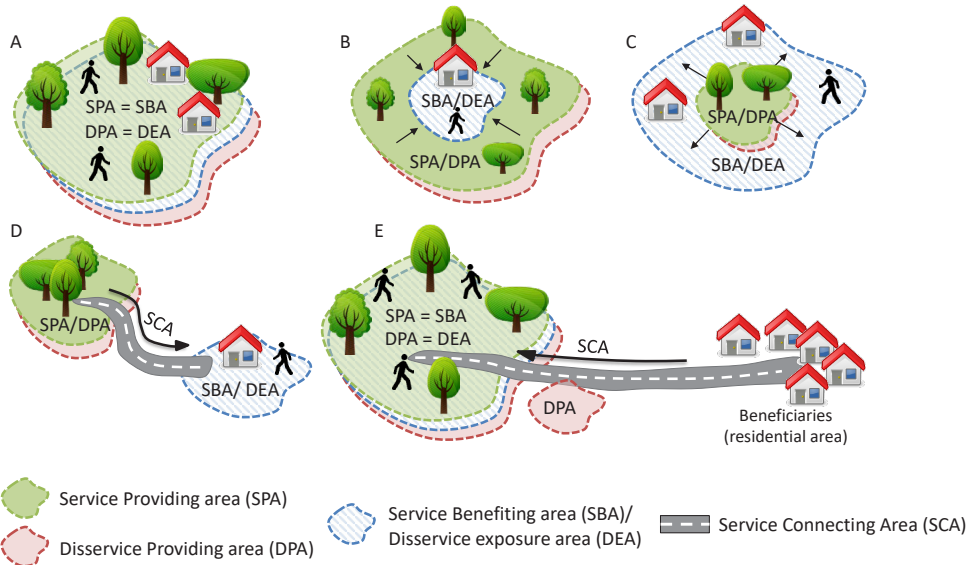 A
SPA = SBA
DPA = DEA
B
SBA/DEA
SPA/DPA
C
SPA/DPA
SBA/DEA
D
SPA/DPA
SCA
SBA/ DEA
E
SPA = SBA
DPA = DEA
SCA
DPA
Beneficiaries
(residential area)
Service Providing area (SPA)
Disservice Providing area (DPA)
Service Benefiting area (SBA)/
Disservice exposure area (DEA)
Service Connecting Area (SCA)